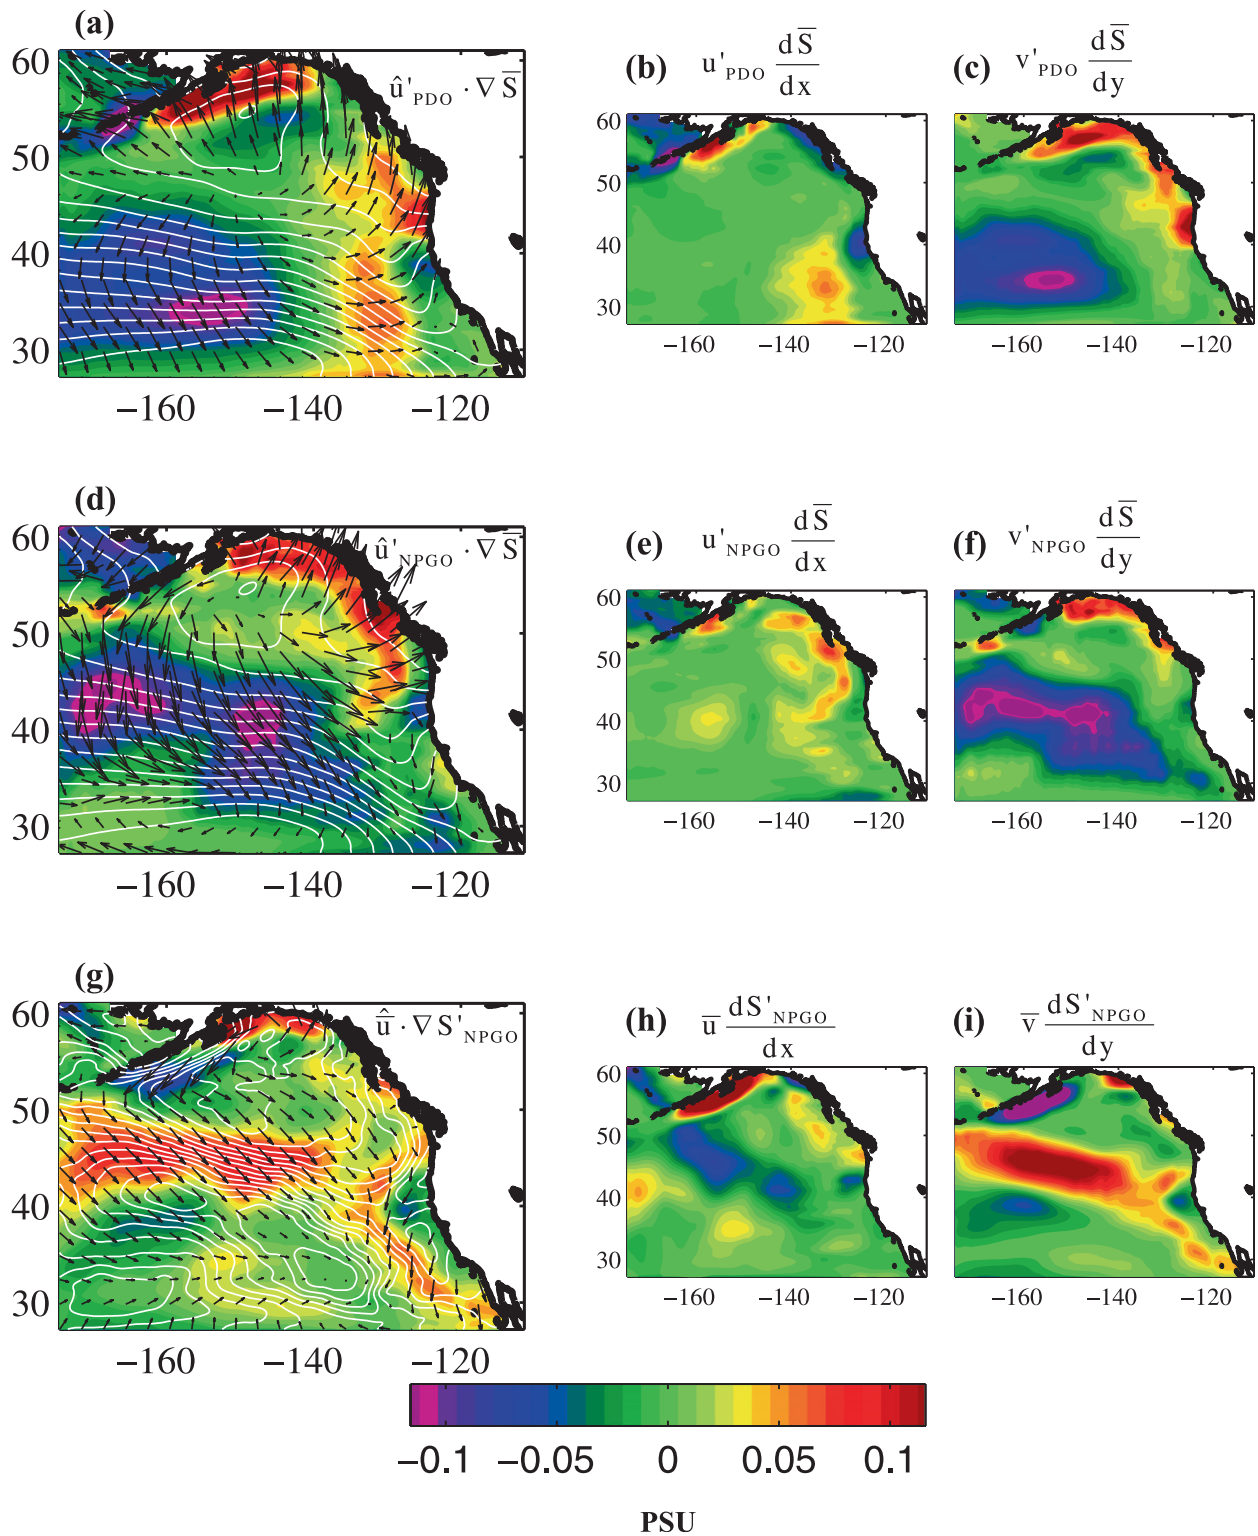 (a)
û'PDO · ∇S̅
60
50
40
30
−160 −140 −120
(b) u'PDO dS̅/dx
50
30
−160 −140 −120
(c) v'PDO dS̅/dy
−160 −140 −120
(d)
û'NPGO · ∇S̅
60
50
40
30
−160 −140 −120
(e) u'NPGO dS̅/dx
50
30
−160 −140 −120
(f) v'NPGO dS̅/dy
−160 −140 −120
(g)
û̅ · ∇S'NPGO
60
50
40
30
−160 −140 −120
(h) u̅ dS'NPGO/dx
60
50
40
30
−160 −140 −120
(i) v̅ dS'NPGO/dy
−160 −140 −120
−0.1 −0.05 0 0.05 0.1
PSU